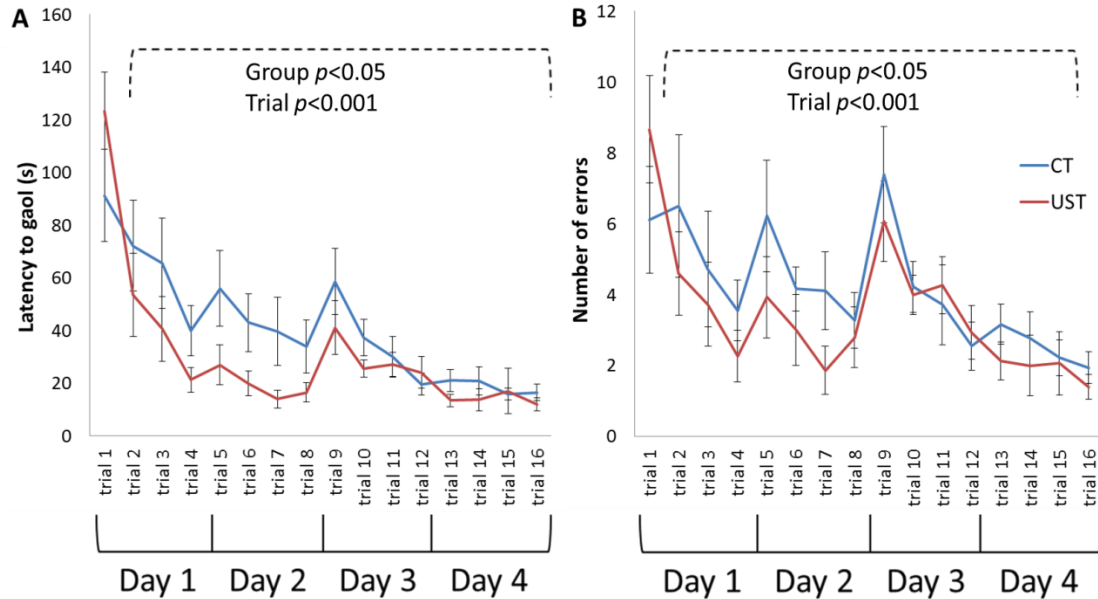 A
160
140
120
100
80
60
40
20
0
Latency to gaol (s)
Group p<0.05
Trial p<0.001
trial 1
trial 2
trial 3
trial 4
trial 5
trial 6
trial 7
trial 8
trial 9
trial 10
trial 11
trial 12
trial 13
trial 14
trial 15
trial 16
Day 1
Day 2
Day 3
Day 4
B
12
10
8
6
4
2
0
Number of errors
Group p<0.05
Trial p<0.001
CT
UST
trial 1
trial 2
trial 3
trial 4
trial 5
trial 6
trial 7
trial 8
trial 9
trial 10
trial 11
trial 12
trial 13
trial 14
trial 15
trial 16
Day 1
Day 2
Day 3
Day 4